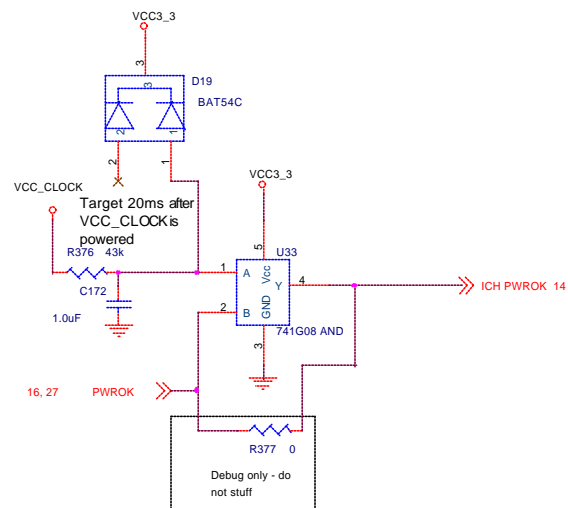 VCC3_3
3
D19
3
BAT54C
2
1
2
1
VCC_CLOCK
VCC3_3
Target 20ms after
VCC_CLOCK is
powered
R376 43k
5
U33
1
A
Vcc
Y
4
ICH PWROK 14
C172
2
B
GND
1.0uF
741G08 AND
3
16, 27 PWROK
R377 0
Debug only - do
not stuff